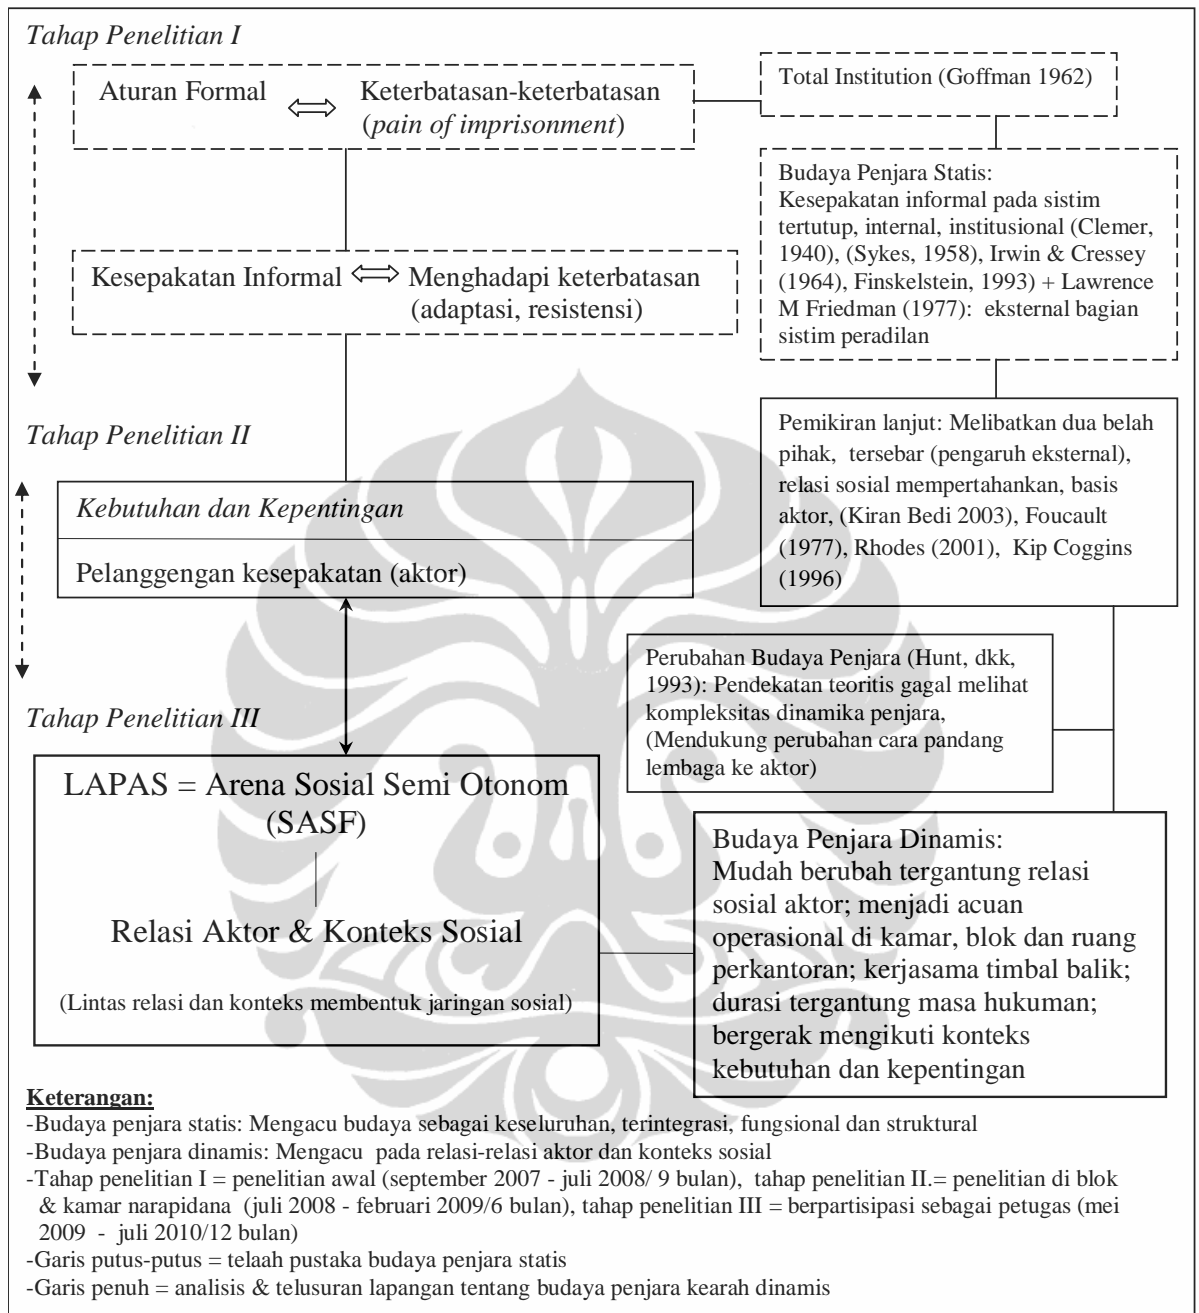 Tahap Penelitian I
Aturan Formal Keterbatasan-keterbatasan
(pain of imprisonment)
Total Institution (Goffman 1962)
Budaya Penjara Statis:
Kesepakatan informal pada sistim
tertutup, internal, institusional (Clemer,
1940), (Sykes, 1958), Irwin & Cressey
(1964), Finskelstein, 1993) + Lawrence
M Friedman (1977): eksternal bagian
sistim peradilan
Kesepakatan Informal Menghadapi keterbatasan
(adaptasi, resistensi)
Tahap Penelitian II
Pemikiran lanjut: Melibatkan dua belah
pihak, tersebar (pengaruh eksternal),
relasi sosial mempertahankan, basis
aktor, (Kiran Bedi 2003), Foucault
(1977), Rhodes (2001), Kip Coggins
(1996)
Kebutuhan dan Kepentingan
Pelanggengan kesepakatan (aktor)
Perubahan Budaya Penjara (Hunt, dkk,
1993): Pendekatan teoritis gagal melihat
kompleksitas dinamika penjara,
(Mendukung perubahan cara pandang
lembaga ke aktor)
Tahap Penelitian III
LAPAS = Arena Sosial Semi Otonom
(SASF)
Relasi Aktor & Konteks Sosial
(Lintas relasi dan konteks membentuk jaringan sosial)
Budaya Penjara Dinamis:
Mudah berubah tergantung relasi
sosial aktor; menjadi acuan
operasional di kamar, blok dan ruang
perkantoran; kerjasama timbal balik;
durasi tergantung masa hukuman;
bergerak mengikuti konteks
kebutuhan dan kepentingan
Keterangan:
-Budaya penjara statis: Mengacu budaya sebagai keseluruhan, terintegrasi, fungsional dan struktural
-Budaya penjara dinamis: Mengacu pada relasi-relasi aktor dan konteks sosial
-Tahap penelitian I = penelitian awal (september 2007 - juli 2008/ 9 bulan), tahap penelitian II.= penelitian di blok
& kamar narapidana (juli 2008 - februari 2009/6 bulan), tahap penelitian III = berpartisipasi sebagai petugas (mei
2009 - juli 2010/12 bulan)
-Garis putus-putus = telaah pustaka budaya penjara statis
-Garis penuh = analisis & telusuran lapangan tentang budaya penjara kearah dinamis